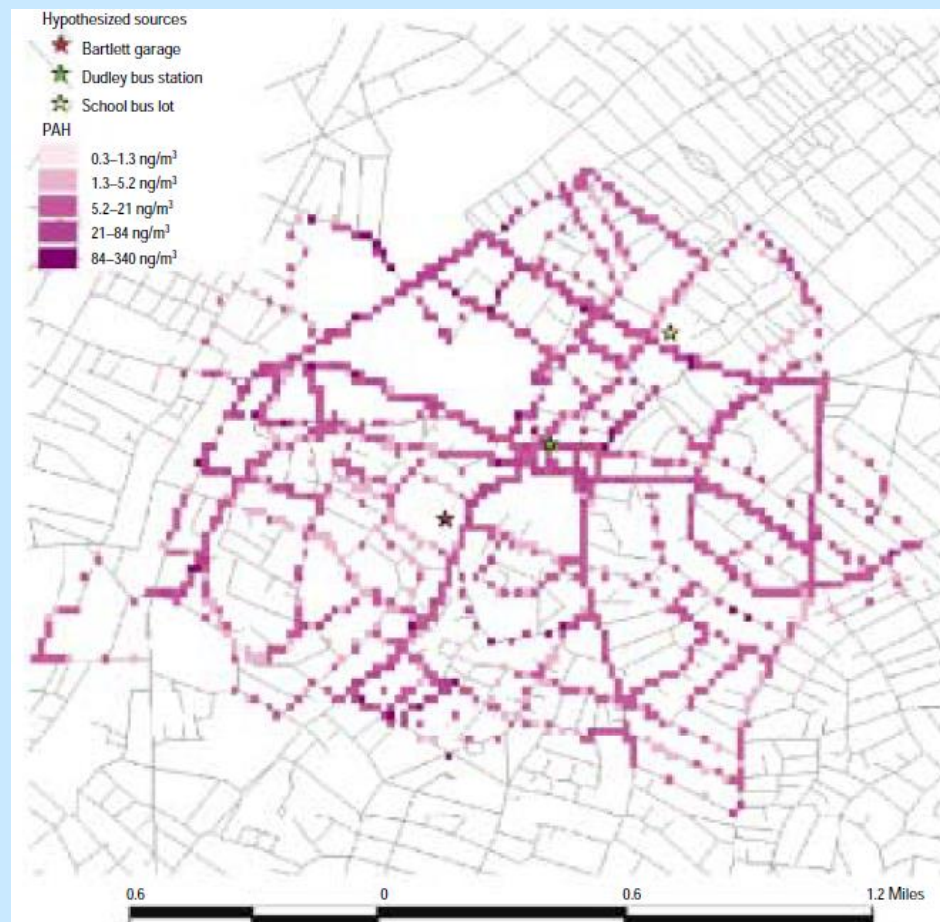 Hypothesized sources
Bartlett garage
Dudley bus station
School bus lot
PAH
0.3–1.3 ng/m³
1.3–5.2 ng/m³
5.2–21 ng/m³
21–84 ng/m³
84–340 ng/m³
0.6 0 0.6 1.2 Miles